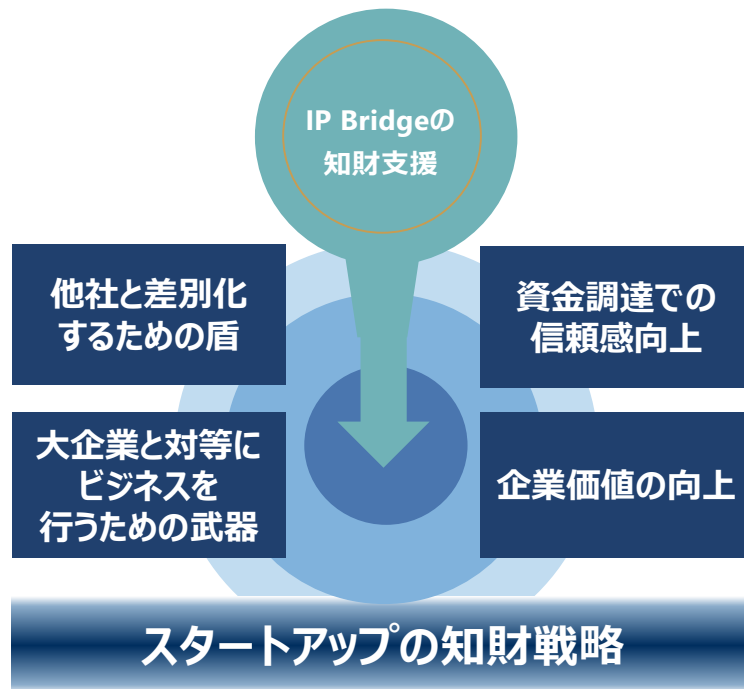 IP Bridgeの
知財支援
他社と差別化
するための盾
資金調達での
信頼感向上
大企業と対等に
ビジネスを
行うための武器
企業価値の向上
スタートアップの知財戦略